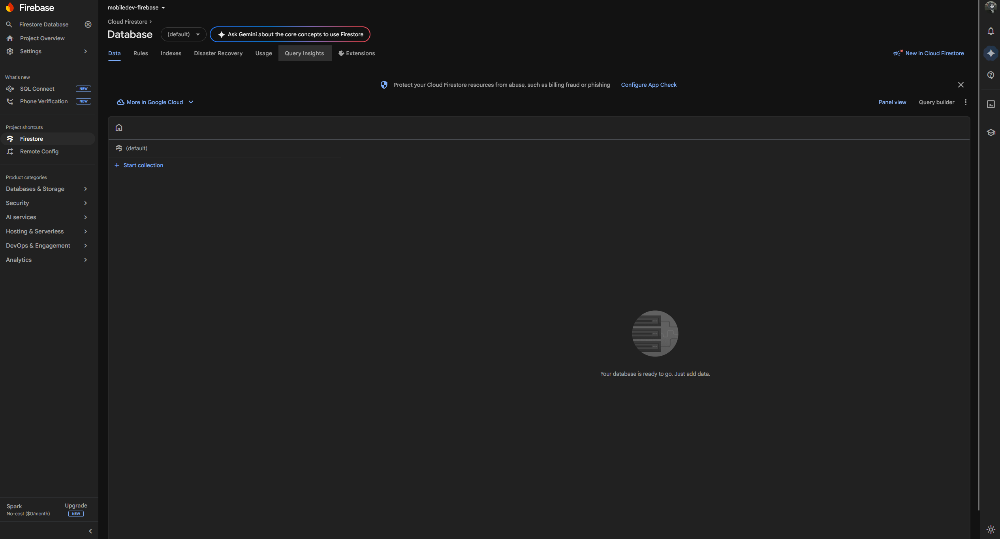 Firebase
Firestore Database
Project Overview
Settings
What's new
SQL Connect NEW
Phone Verification NEW
Project shortcuts
Firestore
Remote Config
Product categories
Databases & Storage
Security
AI services
Hosting & Serverless
DevOps & Engagement
Analytics
Spark
No-cost ($0/month)
Upgrade
NEW
mobiledev-firebase
Cloud Firestore
Database (default) Ask Gemini about the core concepts to use Firestore
Data Rules Indexes Disaster Recovery Usage Query Insights Extensions New in Cloud Firestore
Protect your Cloud Firestore resources from abuse, such as billing fraud or phishing Configure App Check
More in Google Cloud Panel view Query builder
(default)
+ Start collection
Your database is ready to go. Just add data.